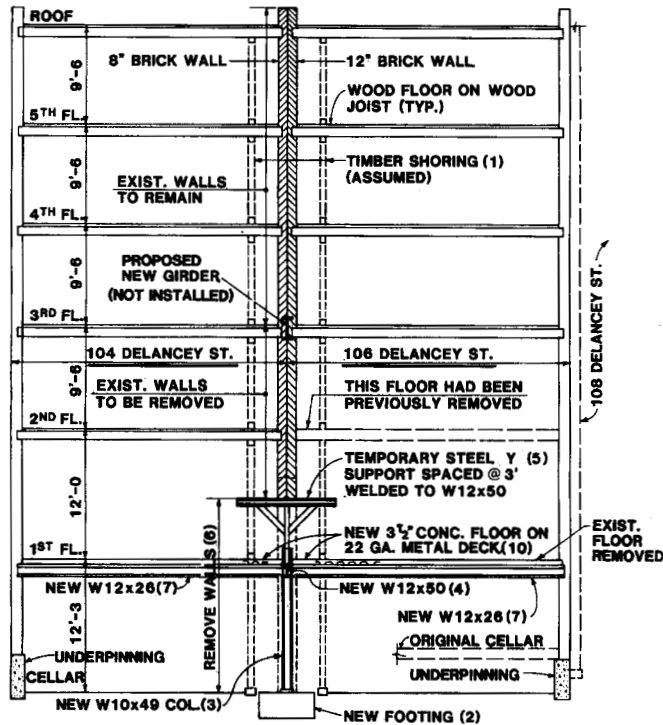 ROOF
8" BRICK WALL
12" BRICK WALL
9'-6
WOOD FLOOR ON WOOD
JOIST (TYP.)
5TH FL.
TIMBER SHORING (1)
(ASSUMED)
9'-6
EXIST. WALLS
TO REMAIN
4TH FL.
PROPOSED
NEW GIRDER
(NOT INSTALLED)
9'-6
3RD FL.
108 DELANCEY ST.
104 DELANCEY ST.
106 DELANCEY ST.
9'-6
EXIST. WALLS
TO BE REMOVED
THIS FLOOR HAD BEEN
PREVIOUSLY REMOVED
2ND FL.
TEMPORARY STEEL Y (5)
SUPPORT SPACED @ 3'
WELDED TO W12x50
12'-0
REMOVE WALLS (6)
NEW 3 1/2" CONC. FLOOR ON
22 GA. METAL DECK(10)
EXIST.
FLOOR
REMOVED
1ST FL.
NEW W12x26(7)
NEW W12x50(4)
NEW W12x26(7)
12'-3
ORIGINAL CELLAR
UNDERPINNING
CELLAR
UNDERPINNING
NEW W10x49 COL.(3)
NEW FOOTING (2)